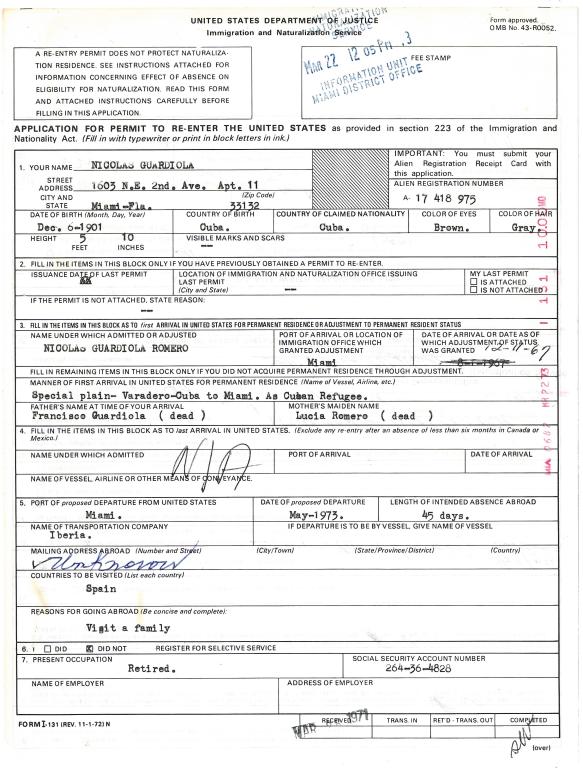 UNITED STATES DEPARTMENT OF JUSTICE
Immigration and Naturalization Service
Form approved.
OMB No. 43-R0052.
A RE-ENTRY PERMIT DOES NOT PROTECT NATURALIZA-
TION RESIDENCE. SEE INSTRUCTIONS ATTACHED FOR
INFORMATION CONCERNING EFFECT OF ABSENCE ON
ELIGIBILITY FOR NATURALIZATION. READ THIS FORM
AND ATTACHED INSTRUCTIONS CAREFULLY BEFORE
FILLING IN THIS APPLICATION.
IMMIGRATION
NATURALIZATION
SERVICE
MAR 22 12 05 PM
INFORMATION UNIT
MIAMI DISTRICT OFFICE
FEE STAMP
APPLICATION FOR PERMIT TO RE-ENTER THE UNITED STATES as provided in section 223 of the Immigration and
Nationality Act. (Fill in with typewriter or print in block letters in ink.)
1. YOUR NAME NICOLAS GUARDIOLA
STREET
ADDRESS 1603 N.E. 2nd. Ave. Apt. 11
CITY AND (Zip Code)
STATE Miami-Fla. 33132
IMPORTANT: You must submit your
Alien Registration Receipt Card with
this application.
ALIEN REGISTRATION NUMBER
A- 17 418 975
DATE OF BIRTH (Month, Day, Year) COUNTRY OF BIRTH COUNTRY OF CLAIMED NATIONALITY COLOR OF EYES COLOR OF HAIR
Dec. 6-1901 Cuba. Cuba. Brown. Gray.
HEIGHT 5 10 VISIBLE MARKS AND SCARS
FEET INCHES --
2. FILL IN THE ITEMS IN THIS BLOCK ONLY IF YOU HAVE PREVIOUSLY OBTAINED A PERMIT TO RE-ENTER.
ISSUANCE DATE OF LAST PERMIT LOCATION OF IMMIGRATION AND NATURALIZATION OFFICE ISSUING MY LAST PERMIT
LAST PERMIT IS ATTACHED
(City and State) -- IS NOT ATTACHED
IF THE PERMIT IS NOT ATTACHED, STATE REASON:
--
3. FILL IN THE ITEMS IN THIS BLOCK AS TO first ARRIVAL IN UNITED STATES FOR PERMANENT RESIDENCE OR ADJUSTMENT TO PERMANENT RESIDENT STATUS
NAME UNDER WHICH ADMITTED OR ADJUSTED PORT OF ARRIVAL OR LOCATION OF DATE OF ARRIVAL OR DATE AS OF
IMMIGRATION OFFICE WHICH WHICH ADJUSTMENT OF STATUS
GRANTED ADJUSTMENT WAS GRANTED 12-11-67
NICOLAS GUARDIOLA ROMERO Miami
FILL IN REMAINING ITEMS IN THIS BLOCK ONLY IF YOU DID NOT ACQUIRE PERMANENT RESIDENCE THROUGH ADJUSTMENT.
MANNER OF FIRST ARRIVAL IN UNITED STATES FOR PERMANENT RESIDENCE (Name of Vessel, Airline, etc.)
Special plain- Varadero-Cuba to Miami. As Cuban Refugee.
FATHER'S NAME AT TIME OF YOUR ARRIVAL MOTHER'S MAIDEN NAME
Francisco Guardiola ( dead ) Lucia Romero ( dead )
4. FILL IN THE ITEMS IN THIS BLOCK AS TO last ARRIVAL IN UNITED STATES. (Exclude any re-entry after an absence of less than six months in Canada or
Mexico.)
NAME UNDER WHICH ADMITTED PORT OF ARRIVAL DATE OF ARRIVAL
N/A
NAME OF VESSEL, AIRLINE OR OTHER MEANS OF CONVEYANCE.
5. PORT OF proposed DEPARTURE FROM UNITED STATES DATE OF proposed DEPARTURE LENGTH OF INTENDED ABSENCE ABROAD
Miami. May-1973. 45 days.
NAME OF TRANSPORTATION COMPANY IF DEPARTURE IS TO BE BY VESSEL, GIVE NAME OF VESSEL
Iberia.
MAILING ADDRESS ABROAD (Number and Street) (City/Town) (State/Province/District) (Country)
Unknown
COUNTRIES TO BE VISITED (List each country)
Spain
REASONS FOR GOING ABROAD (Be concise and complete):
Visit a family
6. I DID X DID NOT REGISTER FOR SELECTIVE SERVICE
7. PRESENT OCCUPATION SOCIAL SECURITY ACCOUNT NUMBER
Retired. 264-36-4828
NAME OF EMPLOYER ADDRESS OF EMPLOYER
FORM I-131 (REV. 11-1-72) N
RECEIVED TRANS. IN RET'D - TRANS. OUT COMPLETED
(over)